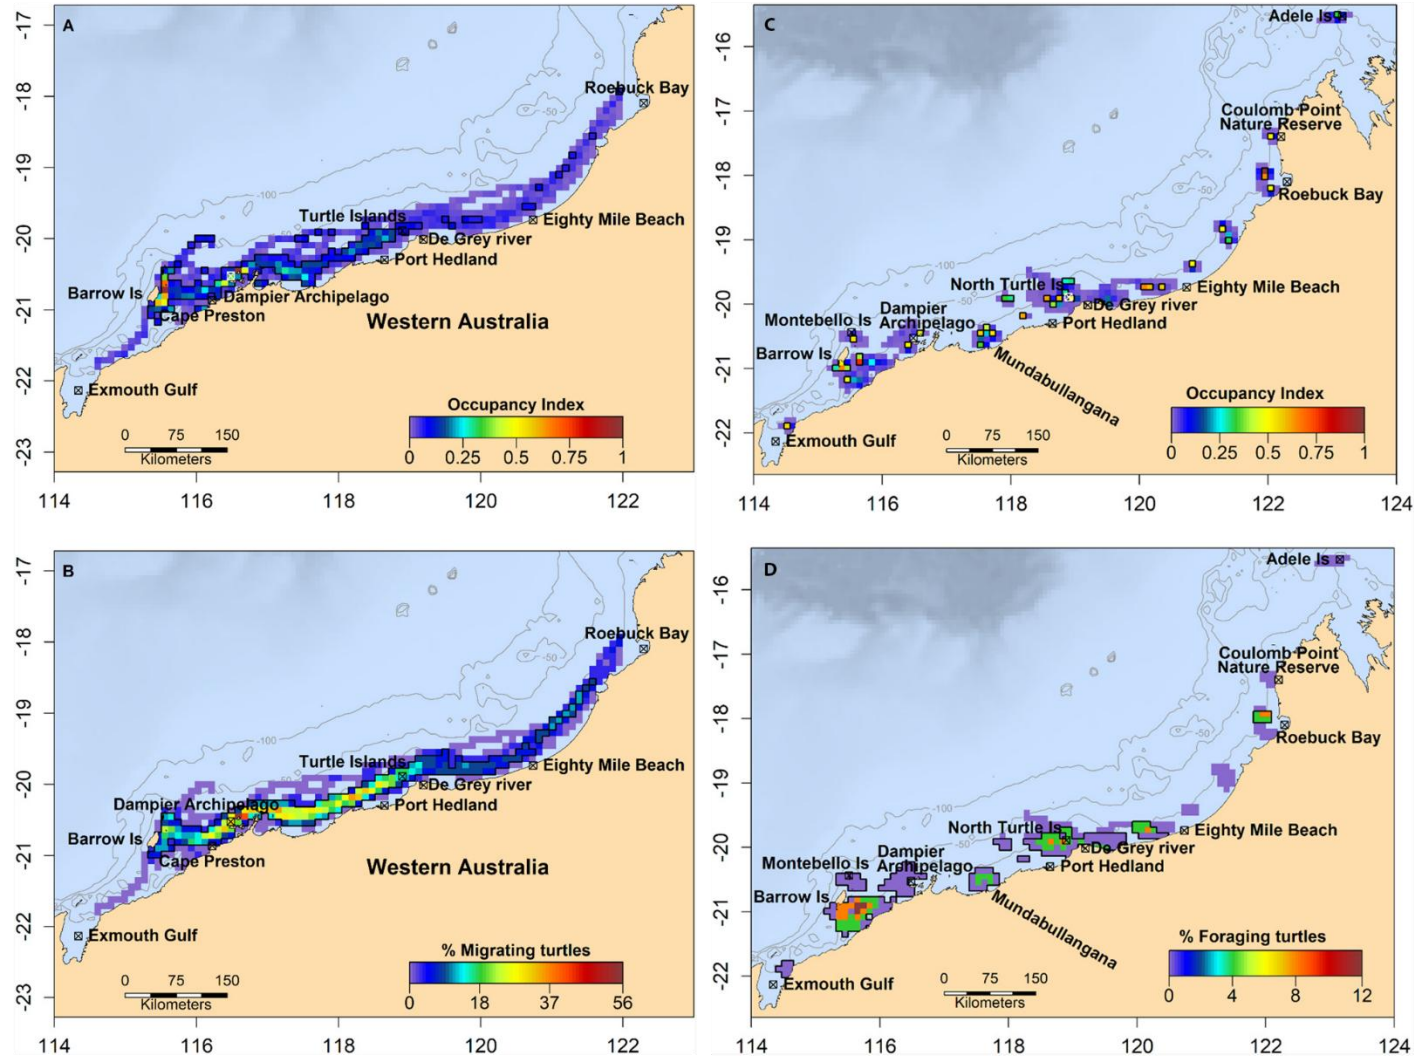 A
-17
-18
-19
-20
-21
-22
-23
Roebuck Bay
-50
-100
Turtle Islands
Eighty Mile Beach
De Grey river
Port Hedland
Barrow Is
Dampier Archipelago
Cape Preston
Western Australia
Exmouth Gulf
Occupancy Index
0 75 150
Kilometers
0 0.25 0.5 0.75 1
114 116 118 120 122
C
Adele Is
-16
-17
-18
-19
-20
-21
-22
Coulomb Point
Nature Reserve
-50
Roebuck Bay
-100
North Turtle Is
Eighty Mile Beach
De Grey river
Dampier
Archipelago
Port Hedland
Montebello Is
Barrow Is
Mundabullangana
Exmouth Gulf
Occupancy Index
0 75 150
Kilometers
0 0.25 0.5 0.75 1
114 116 118 120 122 124
B
-17
-18
-19
-20
-21
-22
-23
Roebuck Bay
-50
-100
Turtle Islands
Eighty Mile Beach
De Grey river
Dampier Archipelago
Port Hedland
Barrow Is
Cape Preston
Western Australia
Exmouth Gulf
% Migrating turtles
0 75 150
Kilometers
0 18 37 56
114 116 118 120 122
D
Adele Is
-16
-17
-18
-19
-20
-21
-22
Coulomb Point
Nature Reserve
-50
Roebuck Bay
-100
North Turtle Is
Eighty Mile Beach
De Grey river
Dampier
Archipelago
Port Hedland
Montebello Is
Barrow Is
Mundabullangana
Exmouth Gulf
% Foraging turtles
0 75 150
Kilometers
0 4 8 12
114 116 118 120 122 124